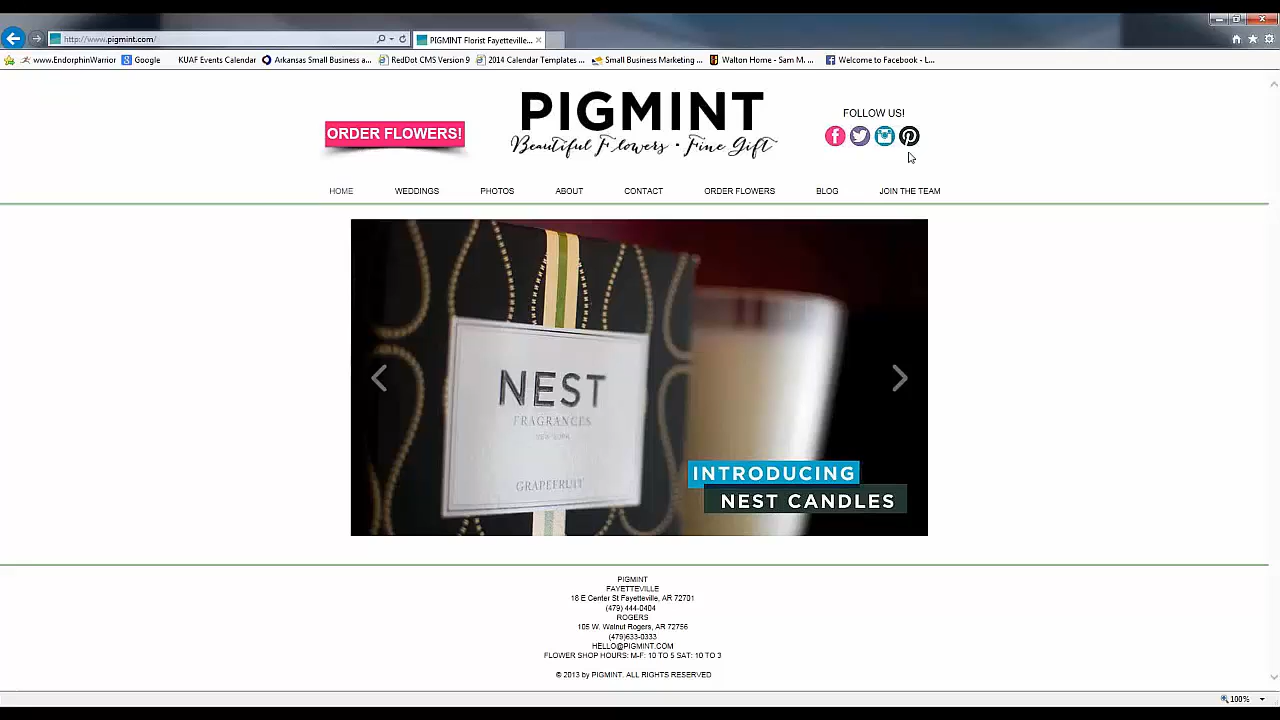 http://www.pigmint.com/
PIGMINT Florist Fayetteville...
www.EndorphinWarrior
Google
KUAF Events Calendar
Arkansas Small Business a...
RedDot CMS Version 9
2014 Calendar Templates ...
Small Business Marketing ...
Walton Home - Sam M. ...
Welcome to Facebook - L...
ORDER FLOWERS!
PIGMINT
Beautiful Flowers • Fine Gift
FOLLOW US!
HOME
WEDDINGS
PHOTOS
ABOUT
CONTACT
ORDER FLOWERS
BLOG
JOIN THE TEAM
NEST
FRAGRANCES
NEW YORK
GRAPEFRUIT
INTRODUCING
NEST CANDLES
PIGMINT
FAYETTEVILLE
18 E Center St Fayetteville, AR 72701
(479) 444-0404
ROGERS
105 W. Walnut Rogers, AR 72756
(479)633-0333
HELLO@PIGMINT.COM
FLOWER SHOP HOURS: M-F: 10 TO 5 SAT: 10 TO 3
© 2013 by PIGMINT. ALL RIGHTS RESERVED
100%